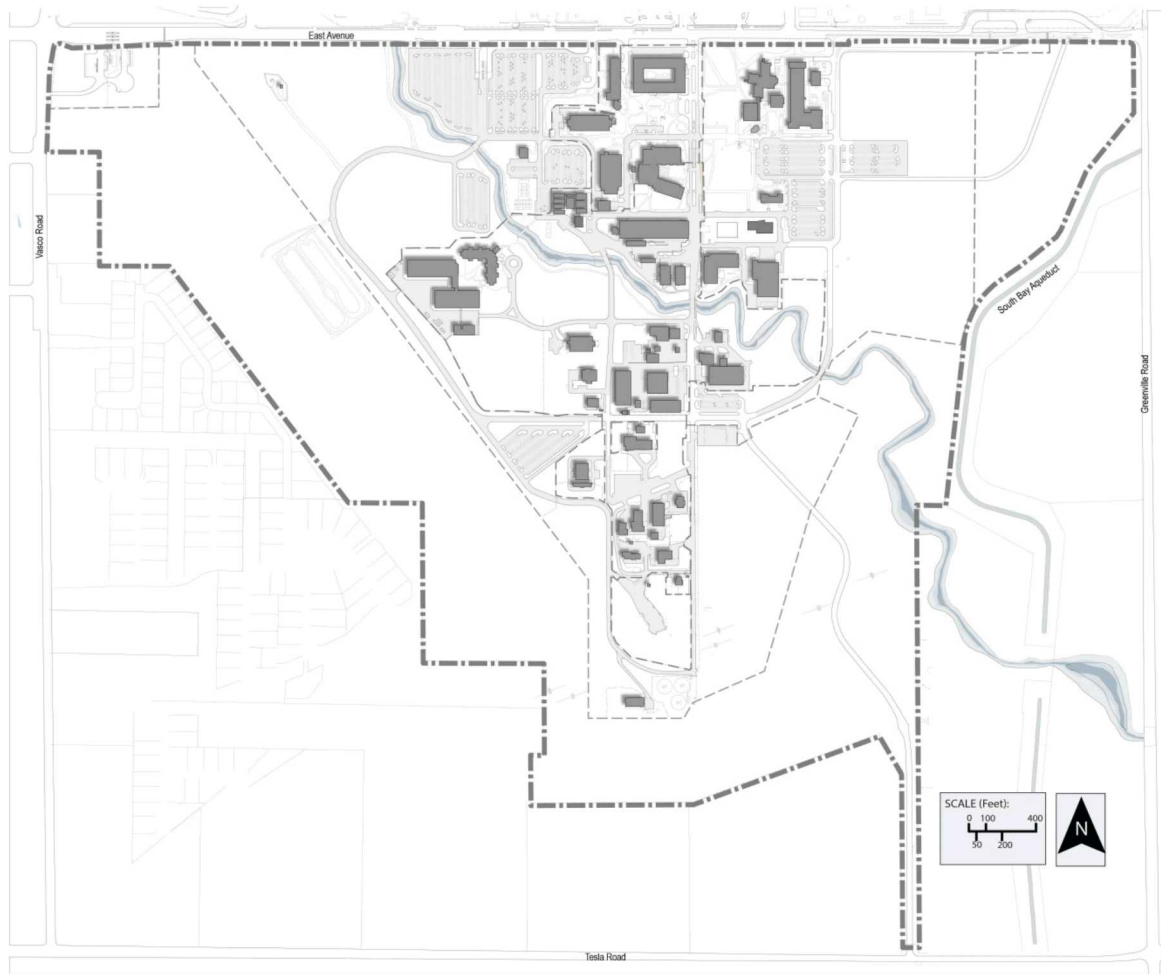 East Avenue
Vasco Road
South Bay Aqueduct
Greenville Road
SCALE (Feet):
0 100 400
50 200
N
Tesla Road